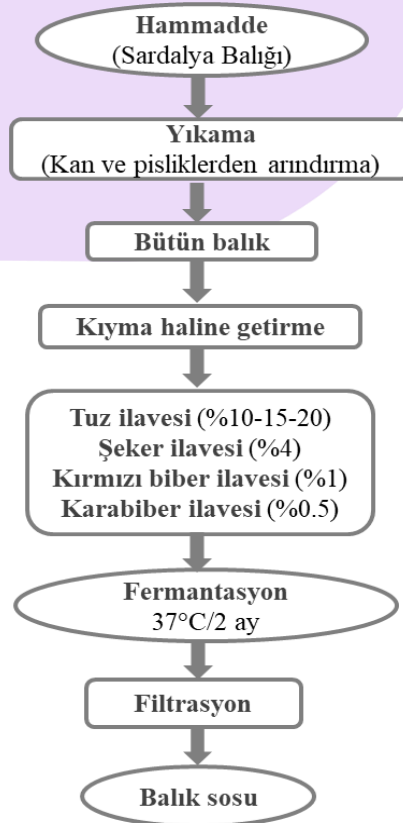 Hammadde
(Sardalya Balığı)
Yıkama
(Kan ve pisliklerden arındırma)
Bütün balık
Kıyma haline getirme
Tuz ilavesi (%10-15-20)
Şeker ilavesi (%4)
Kırmızı biber ilavesi (%1)
Karabiber ilavesi (%0.5)
Fermantasyon
37°C/2 ay
Filtrasyon
Balık sosu